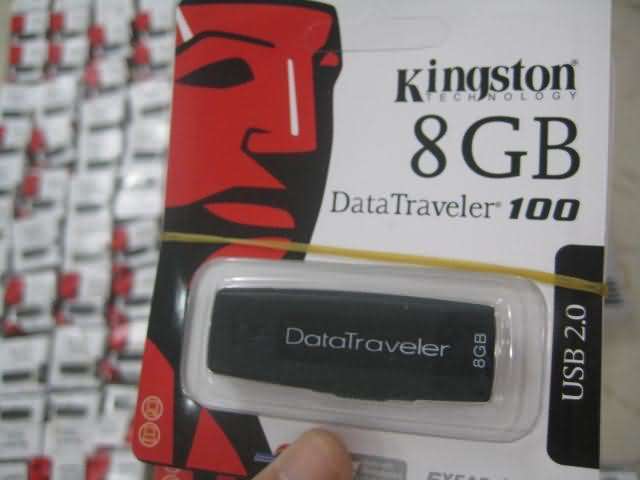 Kingston®
TECHNOLOGY
8GB
DataTraveler® 100
DataTraveler
8GB
USB 2.0